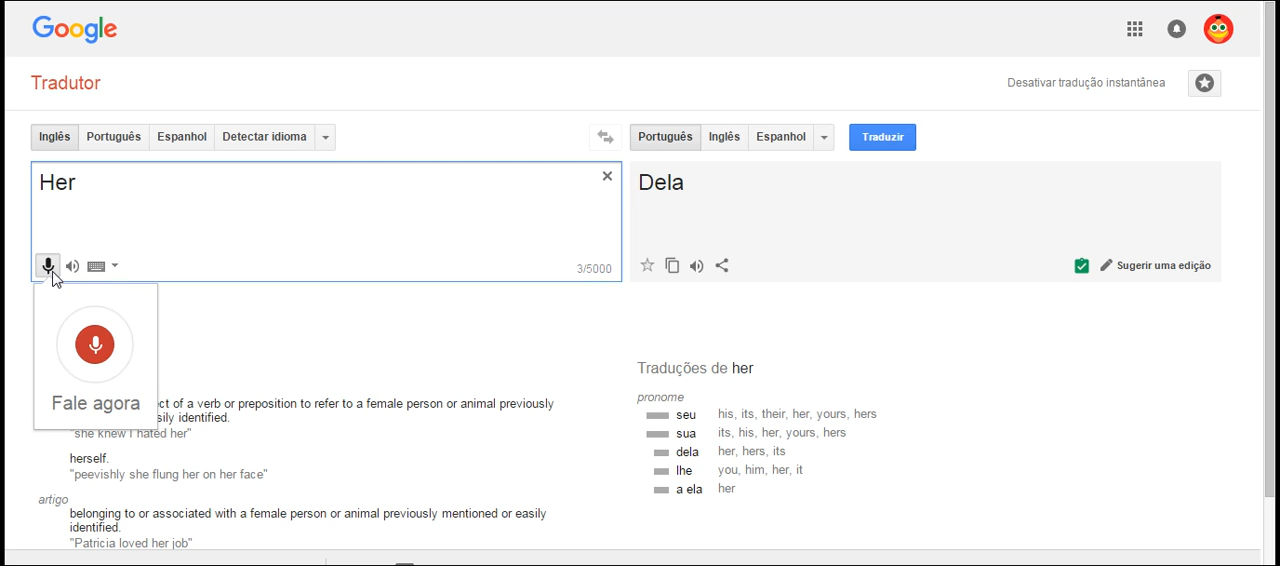 Google
Tradutor
Desativar tradução instantânea
Inglês Português Espanhol Detectar idioma
Português Inglês Espanhol Traduzir
Her
Dela
3/5000
Sugerir uma edição
Fale agora
ct of a verb or preposition to refer to a female person or animal previously
sily identified.
"she knew I hated her"
herself.
"peevishly she flung her on her face"
artigo
belonging to or associated with a female person or animal previously mentioned or easily
identified.
"Patricia loved her job"
Traduções de her
pronome
seu his, its, their, her, yours, hers
sua its, his, her, yours, hers
dela her, hers, its
lhe you, him, her, it
a ela her